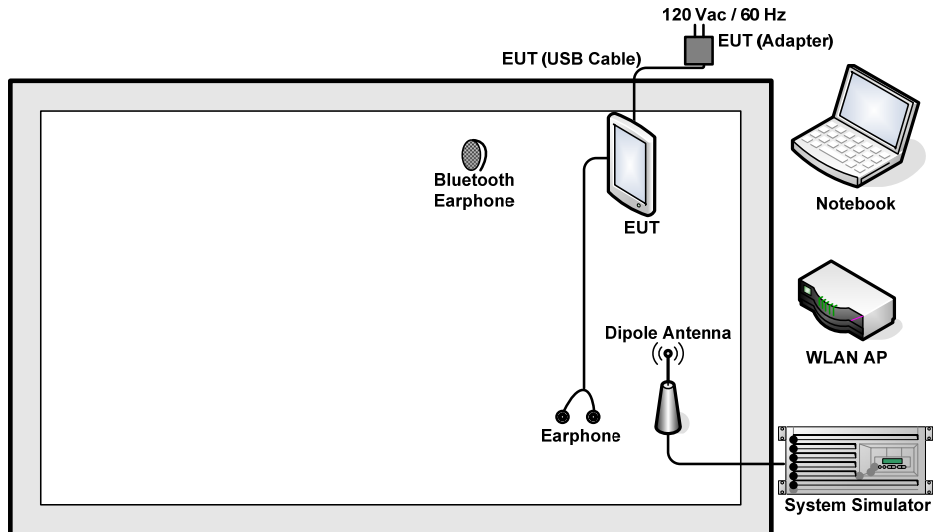 120 Vac / 60 Hz
EUT (Adapter)
EUT (USB Cable)
Bluetooth
Earphone
EUT
Notebook
Dipole Antenna
WLAN AP
Earphone
System Simulator